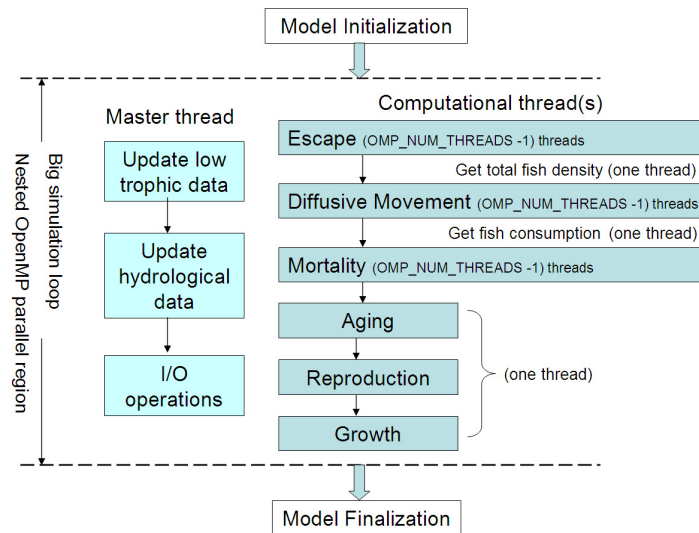 Model Initialization
Big simulation loop
Nested OpenMP parallel region
Master thread
Update low
trophic data
Update
hydrological
data
I/O
operations
Computational thread(s)
Escape (OMP_NUM_THREADS -1) threads
Get total fish density (one thread)
Diffusive Movement (OMP_NUM_THREADS -1) threads
Get fish consumption (one thread)
Mortality (OMP_NUM_THREADS -1) threads
Aging
Reproduction
Growth
(one thread)
Model Finalization